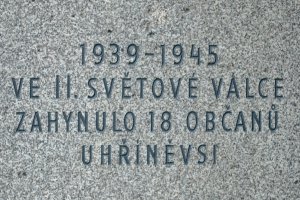 1939-1945
VE II. SVĚTOVÉ VÁLCE
ZAHYNULO 18 OBČANŮ
UHŘÍNĚVSI